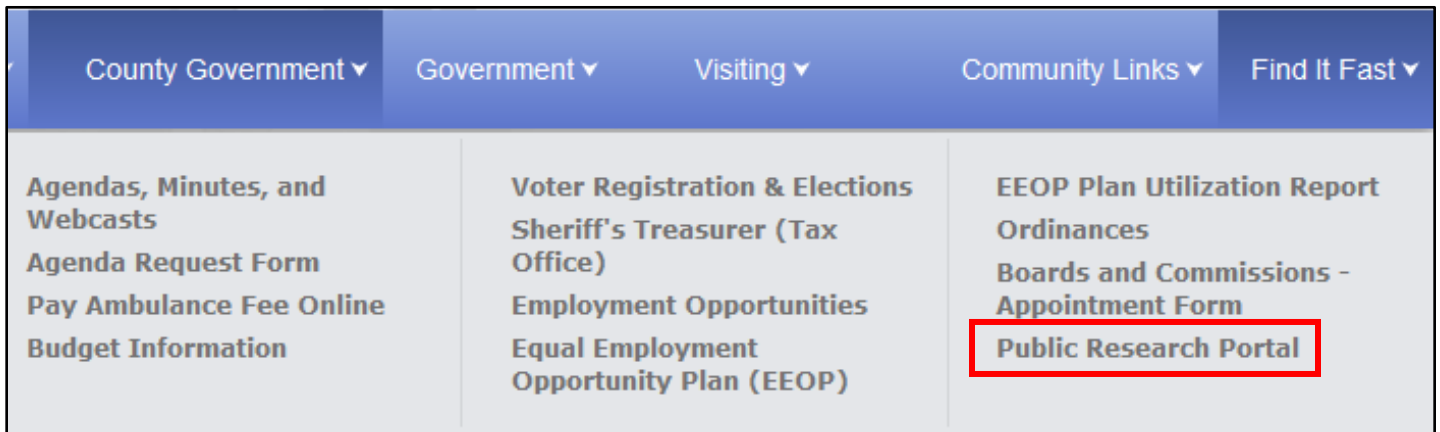 County Government Government Visiting Community Links Find It Fast
Agendas, Minutes, and
Webcasts
Agenda Request Form
Pay Ambulance Fee Online
Budget Information
Voter Registration & Elections
Sheriff's Treasurer (Tax
Office)
Employment Opportunities
Equal Employment
Opportunity Plan (EEOP)
EEOP Plan Utilization Report
Ordinances
Boards and Commissions -
Appointment Form
Public Research Portal